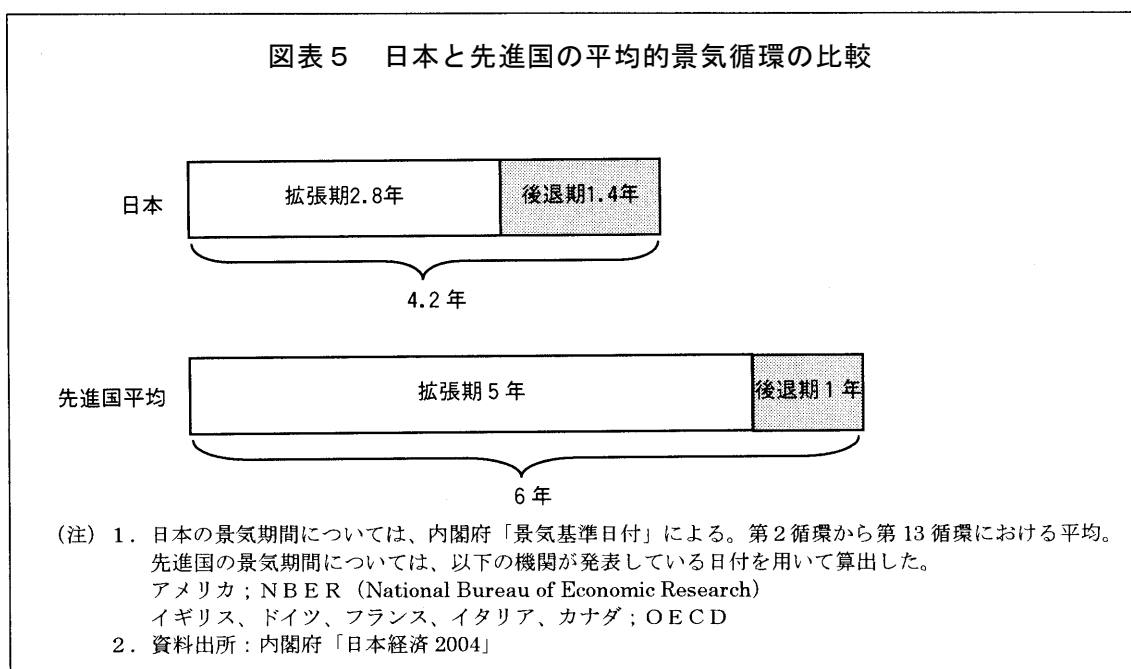 図表5 日本と先進国の平均的景気循環の比較
日本
拡張期2.8年
後退期1.4年
4.2年
先進国平均
拡張期5年
後退期1年
6年
(注) 1. 日本の景気期間については、内閣府「景気基準日付」による。第2循環から第13循環における平均。
先進国の景気期間については、以下の機関が発表している日付を用いて算出した。
アメリカ;NBER (National Bureau of Economic Research)
イギリス、ドイツ、フランス、イタリア、カナダ;OECD
2. 資料出所:内閣府「日本経済2004」